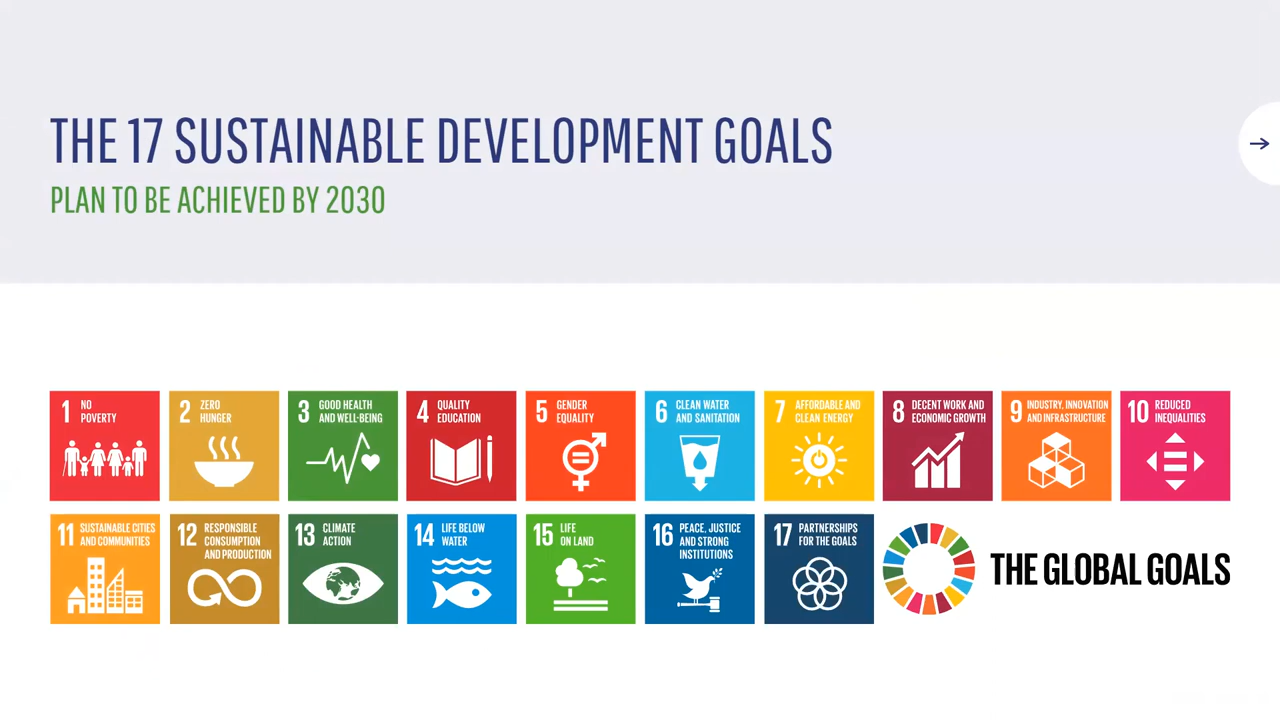 THE 17 SUSTAINABLE DEVELOPMENT GOALS
PLAN TO BE ACHIEVED BY 2030
1 NO
POVERTY
2 ZERO
HUNGER
3 GOOD HEALTH
AND WELL-BEING
4 QUALITY
EDUCATION
5 GENDER
EQUALITY
6 CLEAN WATER
AND SANITATION
7 AFFORDABLE AND
CLEAN ENERGY
8 DECENT WORK AND
ECONOMIC GROWTH
9 INDUSTRY, INNOVATION
AND INFRASTRUCTURE
10 REDUCED
INEQUALITIES
11 SUSTAINABLE CITIES
AND COMMUNITIES
12 RESPONSIBLE
CONSUMPTION
AND PRODUCTION
13 CLIMATE
ACTION
14 LIFE BELOW
WATER
15 LIFE
ON LAND
16 PEACE, JUSTICE
AND STRONG
INSTITUTIONS
17 PARTNERSHIPS
FOR THE GOALS
THE GLOBAL GOALS